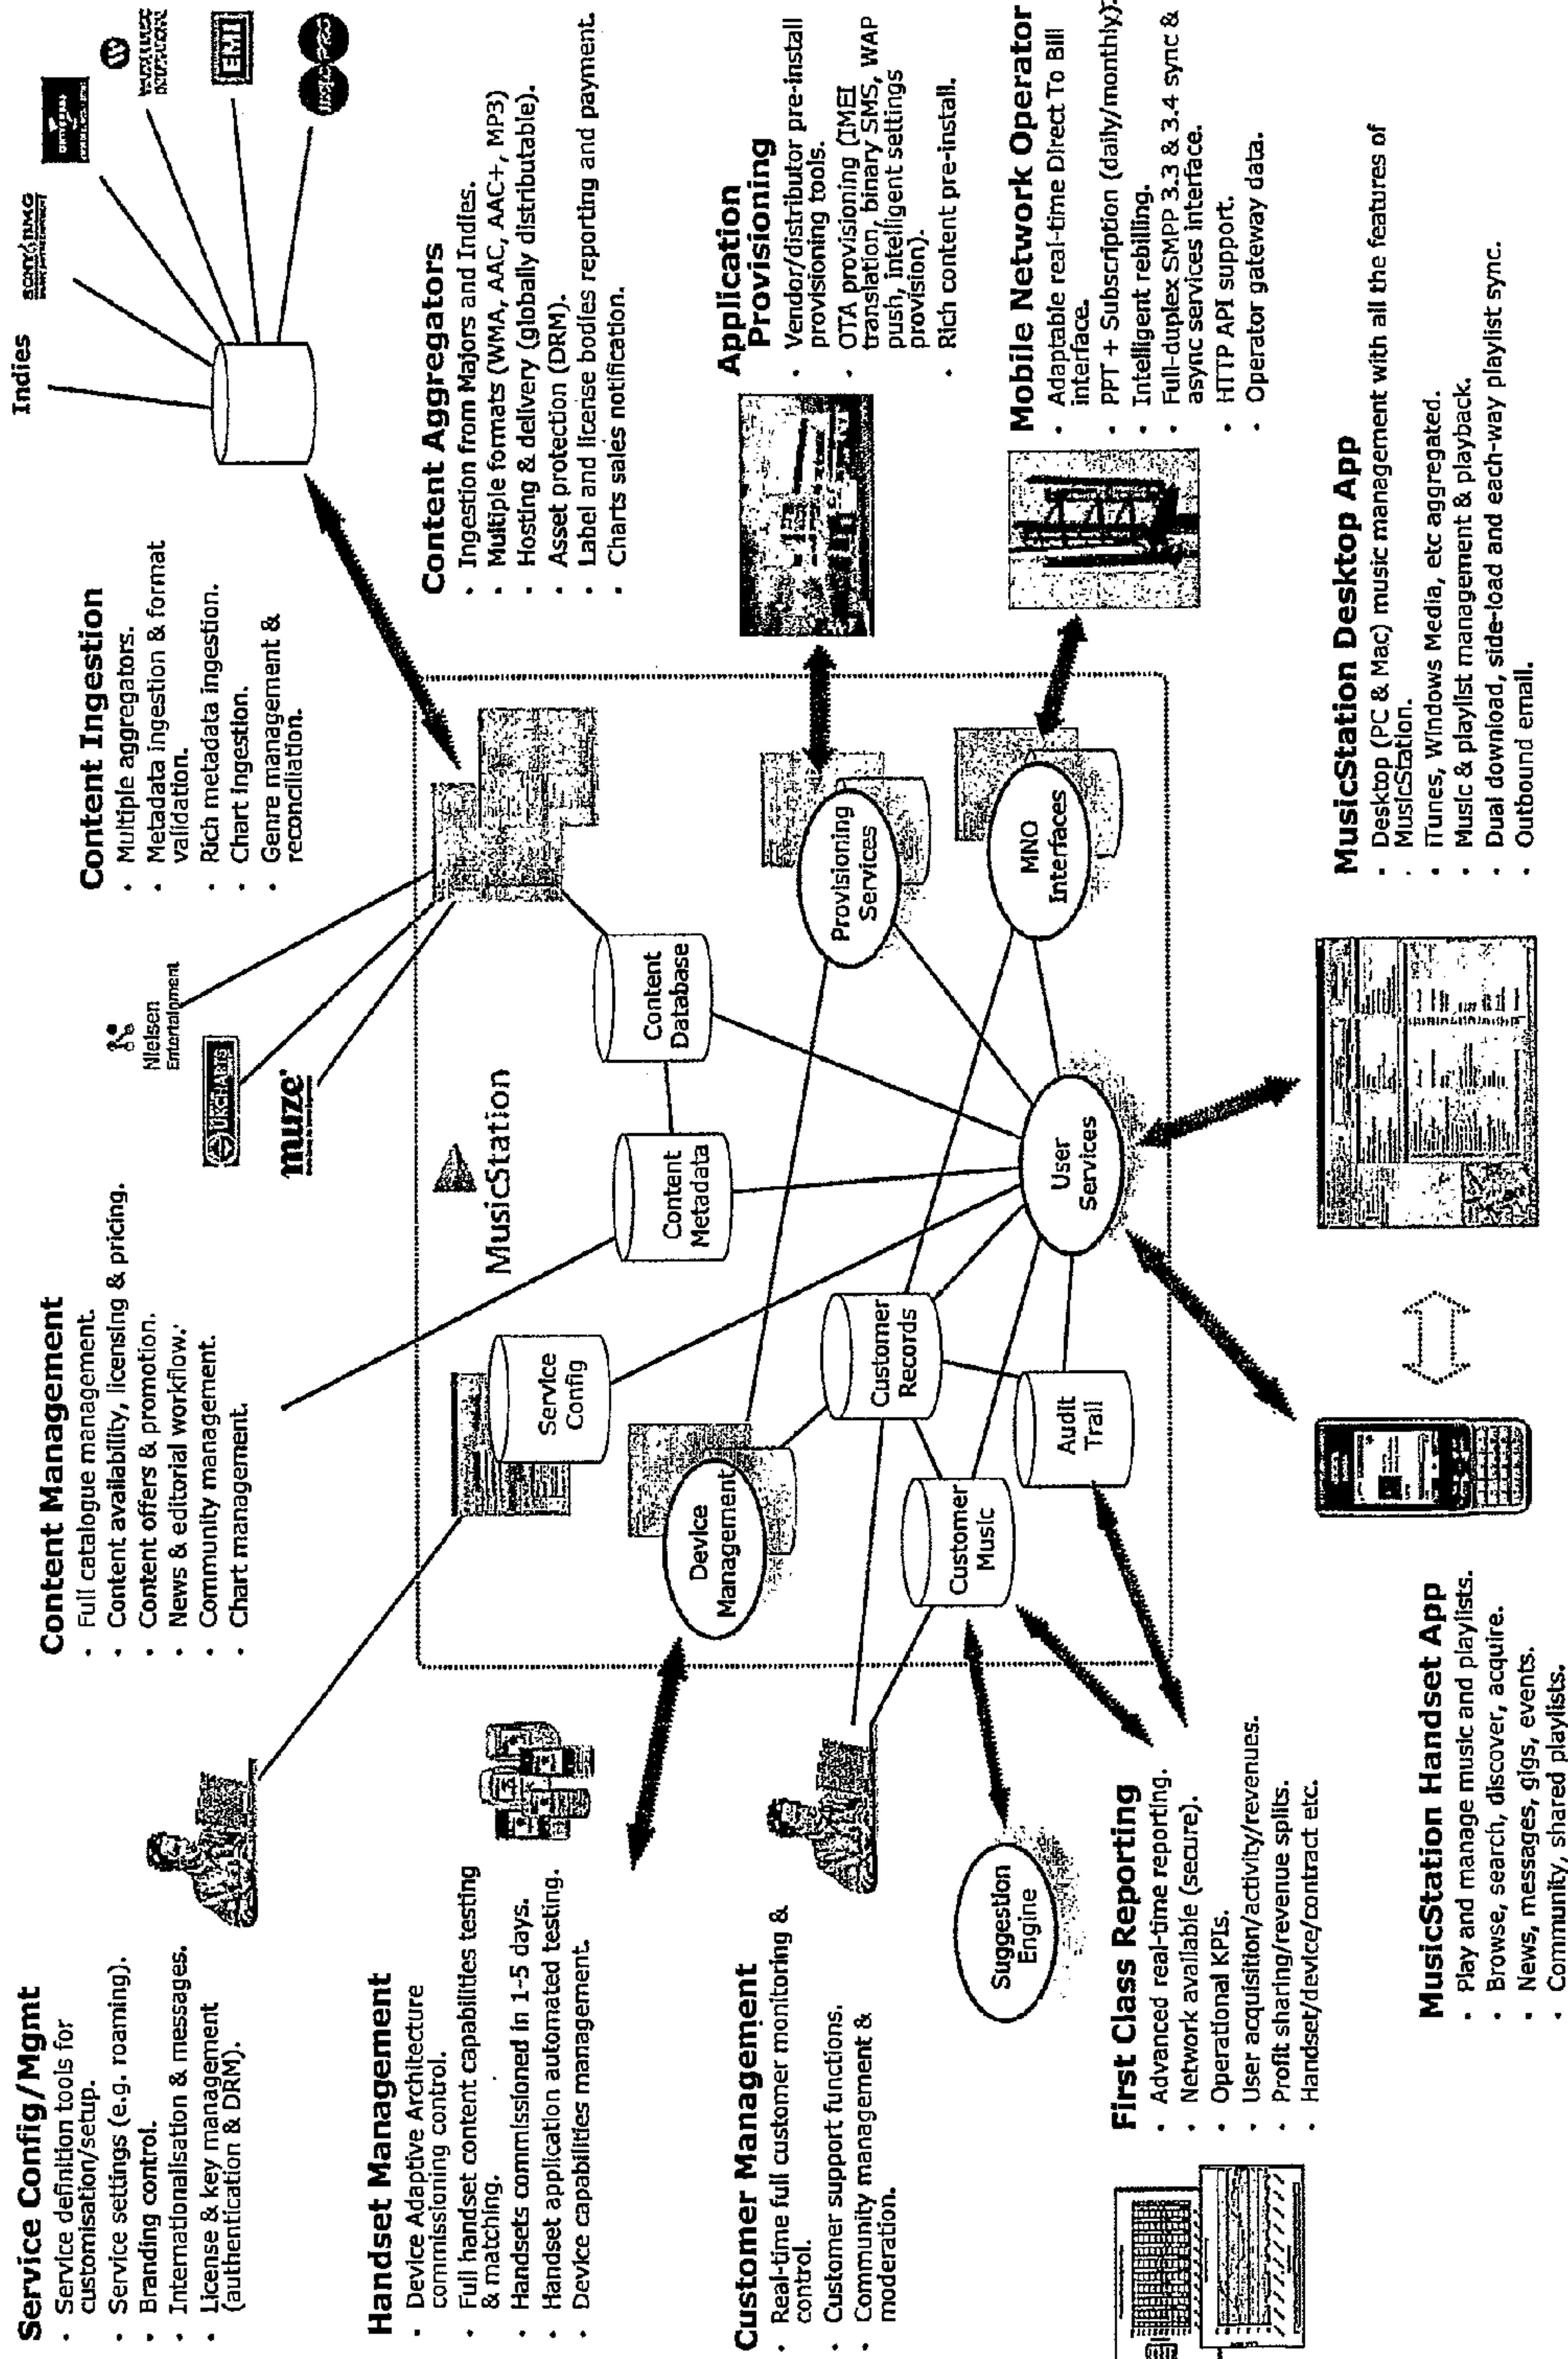 Service Config/Mgmt
· Service definition tools for
customisation/setup.
· Service settings (e.g. roaming).
· Branding control.
· Internationalisation & messages.
· License & key management
(authentication & DRM).
Content Management
· Full catalogue management.
· Content availability, licensing & pricing.
· Content offers & promotion.
· News & editorial workflow.
· Community management.
· Chart management.
Content Ingestion
· Multiple aggregators.
· Metadata ingestion & format
validation.
· Rich metadata ingestion.
· Chart ingestion.
· Genre management &
reconciliation.
Indies
SONY BMG
W
EMI
Nielsen
Entertainment
UKCHARTS
muze
Handset Management
· Device Adaptive Architecture
commissioning control.
· Full handset content capabilities testing
& matching.
· Handsets commissioned in 1-5 days.
· Handset application automated testing.
· Device capabilities management.
MusicStation
Service
Config
Content
Metadata
Content
Database
Device
Management
Customer
Records
Provisioning
Services
Customer
Music
Audit
Trail
User
Services
MNO
Interfaces
Content Aggregators
· Ingestion from Majors and Indies.
· Multiple formats (WMA, AAC, AAC+, MP3)
· Hosting & delivery (globally distributable).
· Asset protection (DRM).
· Label and license bodies reporting and payment.
· Charts sales notification.
Customer Management
· Real-time full customer monitoring &
control.
· Customer support functions.
· Community management &
moderation.
Suggestion
Engine
Application
Provisioning
· Vendor/distributor pre-install
provisioning tools.
· OTA provisioning (IMEI
translation, binary SMS, WAP
push, intelligent settings
provision).
· Rich content pre-install.
Mobile Network Operator
· Adaptable real-time Direct To Bill
interface.
· PPT + Subscription (daily/monthly).
· Intelligent rebilling.
· Full-duplex SMPP 3.3 & 3.4 sync &
async services interface.
· HTTP API support.
· Operator gateway data.
First Class Reporting
· Advanced real-time reporting.
· Network available (secure).
· Operational KPIs.
· User acquisition/activity/revenues.
· Profit sharing/revenue splits.
· Handset/device/contract etc.
MusicStation Handset App
· Play and manage music and playlists.
· Browse, search, discover, acquire.
· News, messages, gigs, events.
· Community, shared playlists.
MusicStation Desktop App
· Desktop (PC & Mac) music management with all the features of
· MusicStation.
· iTunes, Windows Media, etc aggregated.
· Music & playlist management & playback.
· Dual download, side-load and each-way playlist sync.
· Outbound email.